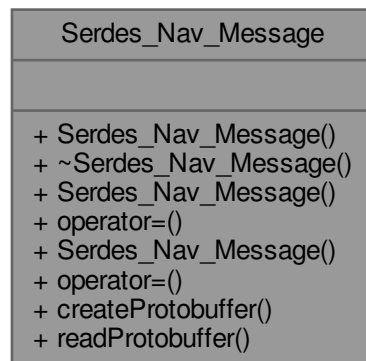 Serdes_Nav_Message
+ Serdes_Nav_Message()
+ ~Serdes_Nav_Message()
+ Serdes_Nav_Message()
+ operator=()
+ Serdes_Nav_Message()
+ operator=()
+ createProtobuffer()
+ readProtobuffer()